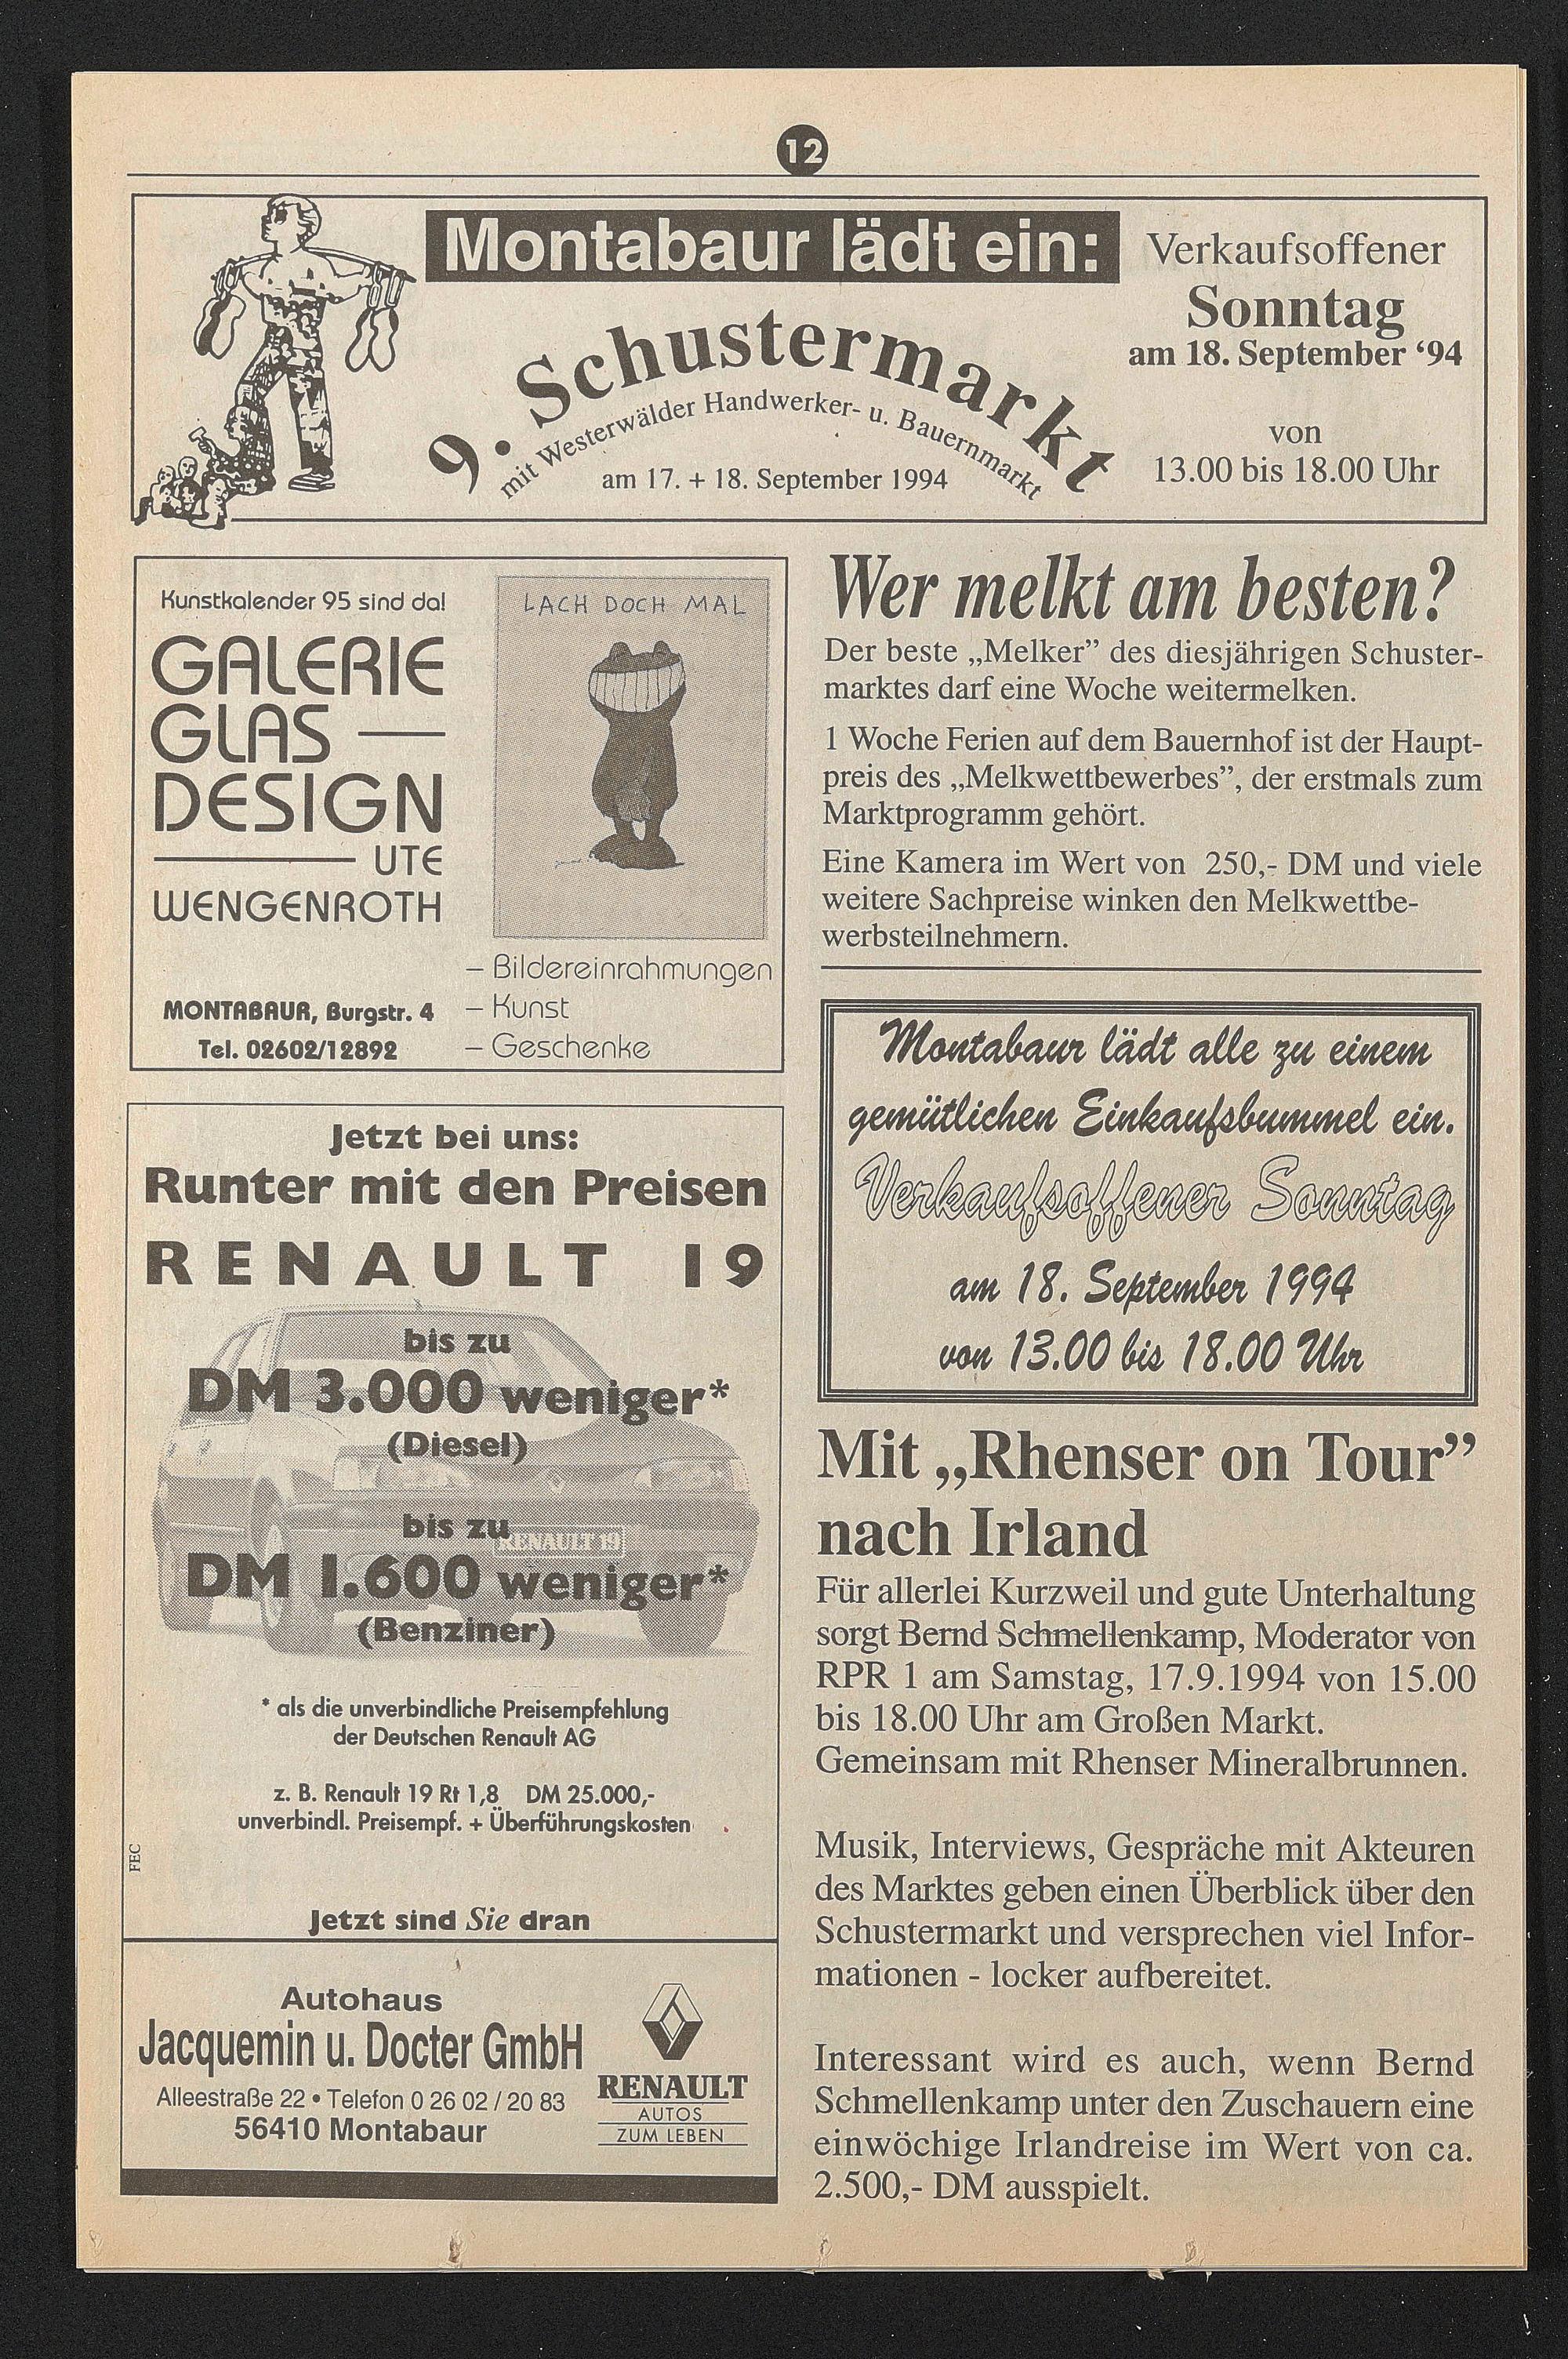 12
Montabaur lädt ein:
9. Schustermarkt
mit Westerwälder Handwerker- u. Bauernmarkt
am 17. + 18. September 1994
Verkaufsoffener
Sonntag
am 18. September ‘94
von
13.00 bis 18.00 Uhr
Kunstkalender 95 sind da!
GALERIE
GLAS
DESIGN
UTE
WENGENROTH
MONTABAUR, Burgstr. 4
Tel. 02602/12892
LACH DOCH MAL
– Bildereinrahmungen
– Kunst
– Geschenke
Jetzt bei uns:
Runter mit den Preisen
RENAULT 19
bis zu
DM 3.000 weniger*
(Diesel)
bis zu
RENAULT 19
DM 1.600 weniger*
(Benziner)
* als die unverbindliche Preisempfehlung
der Deutschen Renault AG
z. B. Renault 19 Rt 1,8 DM 25.000,-
unverbindl. Preisempf. + Überführungskosten
FEC
Jetzt sind Sie dran
Autohaus
Jacquemin u. Docter GmbH
Alleestraße 22 • Telefon 0 26 02 / 20 83
56410 Montabaur
RENAULT
AUTOS
ZUM LEBEN
Wer melkt am besten?
Der beste „Melker” des diesjährigen Schuster-
marktes darf eine Woche weitermelken.
1 Woche Ferien auf dem Bauernhof ist der Haupt-
preis des „Melkwettbewerbes”, der erstmals zum
Marktprogramm gehört.
Eine Kamera im Wert von 250,- DM und viele
weitere Sachpreise winken den Melkwettbe-
werbsteilnehmern.
Montabaur lädt alle zu einem
gemütlichen Einkaufsbummel ein.
Verkaufsoffener Sonntag
am 18. September 1994
von 13.00 bis 18.00 Uhr
Mit „Rhenser on Tour”
nach Irland
Für allerlei Kurzweil und gute Unterhaltung
sorgt Bernd Schmellenkamp, Moderator von
RPR 1 am Samstag, 17.9.1994 von 15.00
bis 18.00 Uhr am Großen Markt.
Gemeinsam mit Rhenser Mineralbrunnen.
Musik, Interviews, Gespräche mit Akteuren
des Marktes geben einen Überblick über den
Schustermarkt und versprechen viel Infor-
mationen - locker aufbereitet.
Interessant wird es auch, wenn Bernd
Schmellenkamp unter den Zuschauern eine
einwöchige Irlandreise im Wert von ca.
2.500,- DM ausspielt.